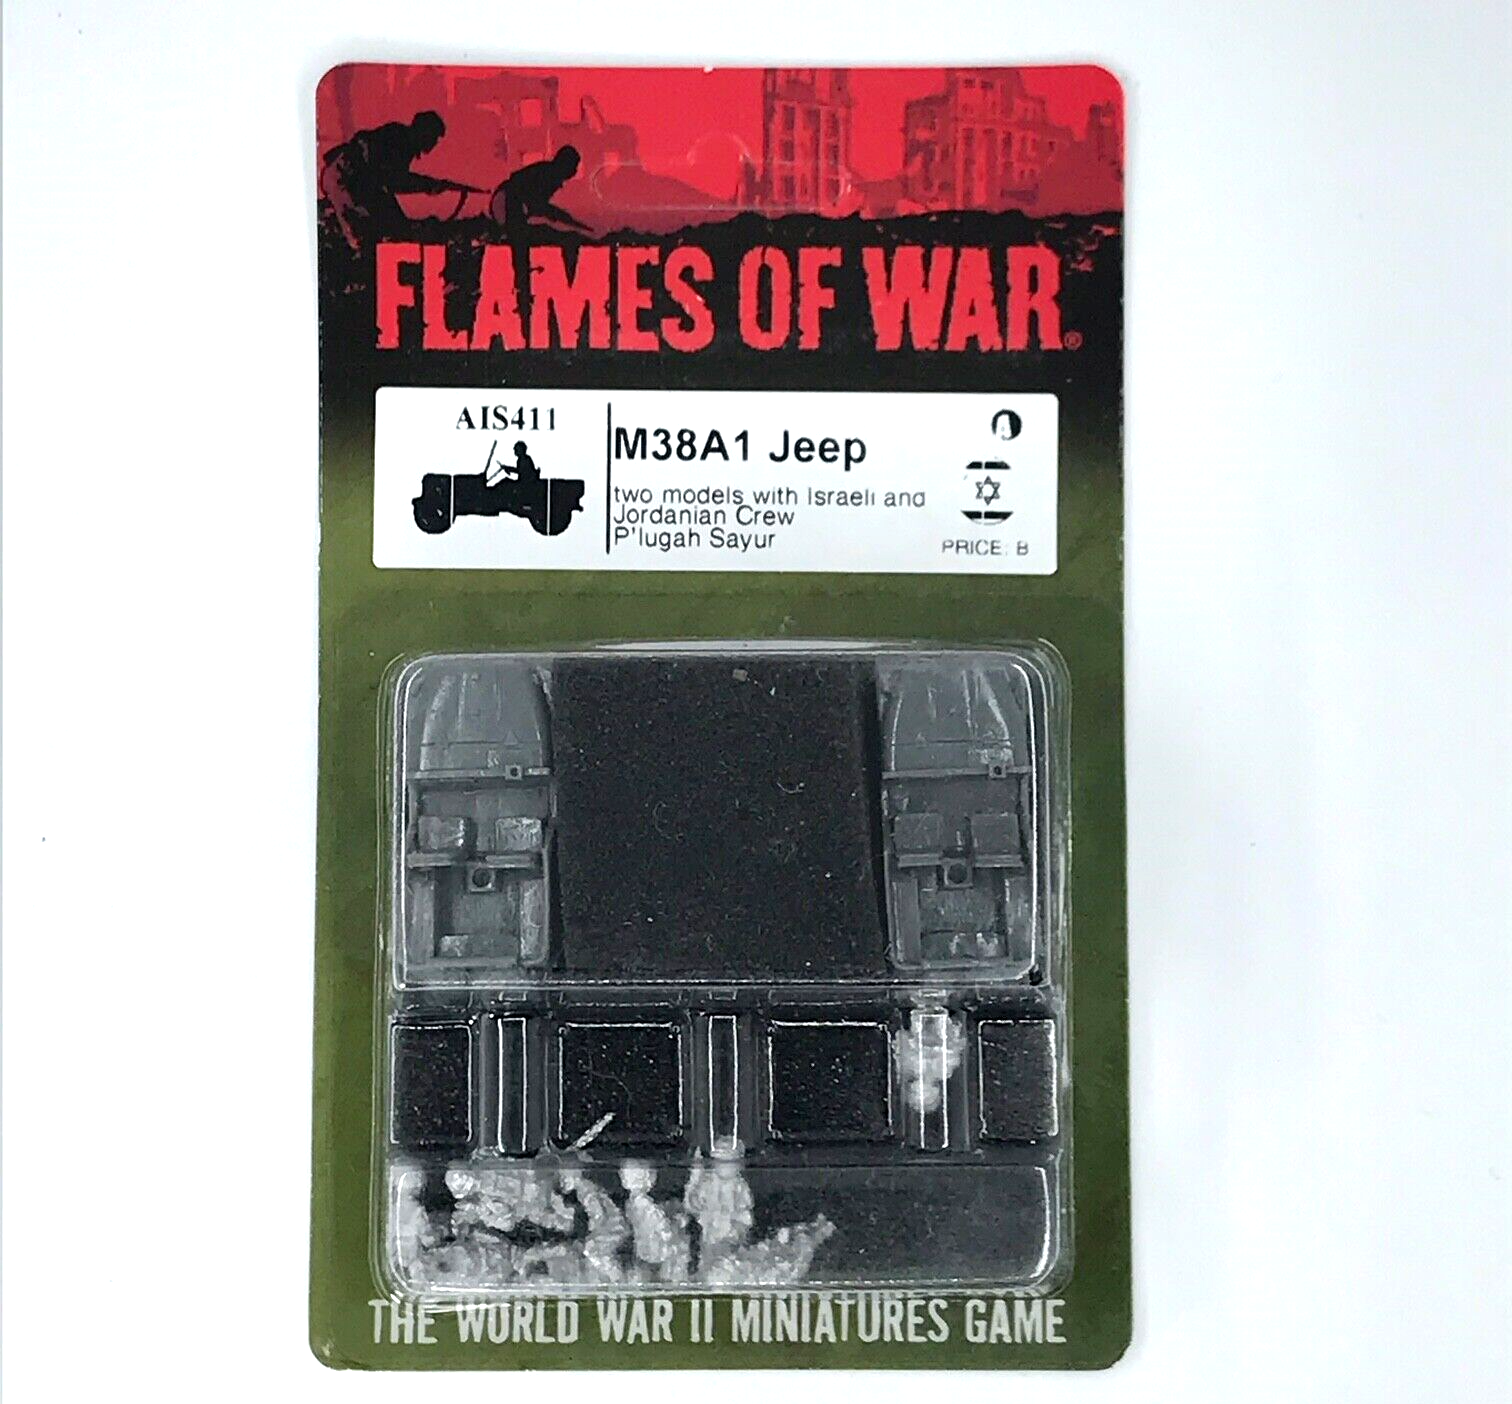 FLAMES OF WAR®
AIS411
M38A1 Jeep
two models with Israeli and
Jordanian Crew
P'lugah Sayur
A
PRICE: B
THE WORLD WAR II MINIATURES GAME